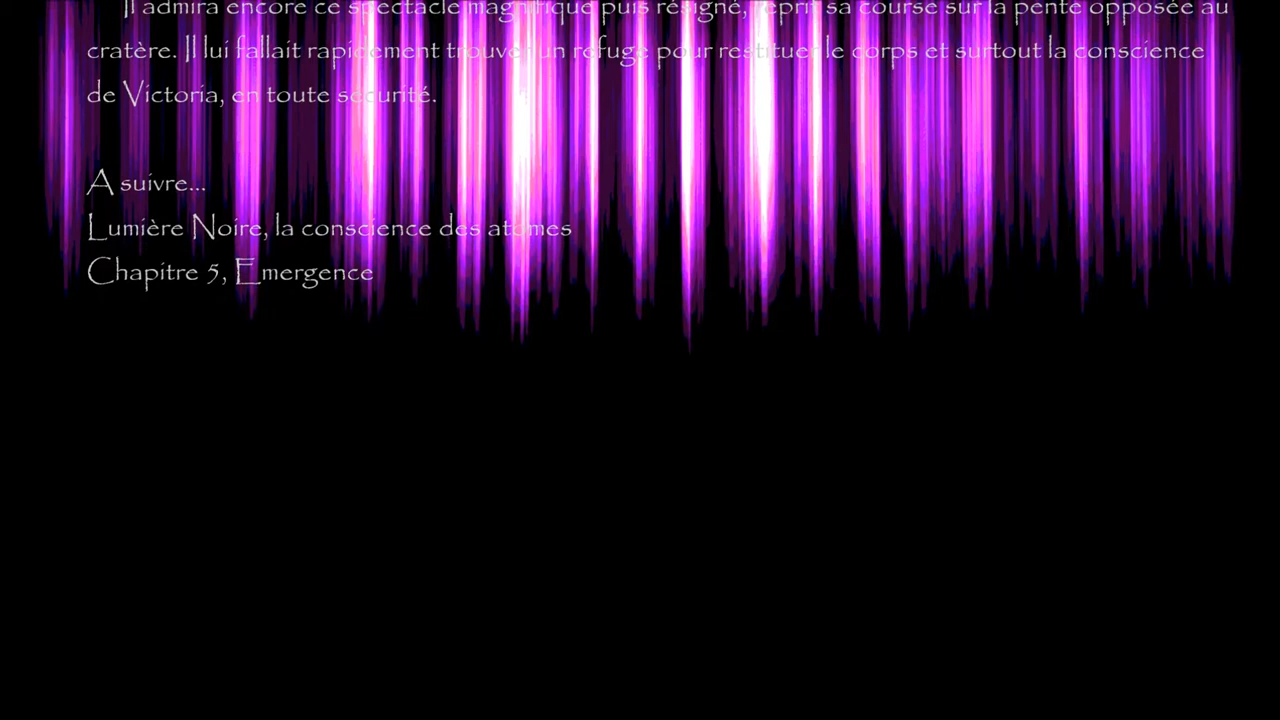 Il admira encore ce spectacle magnifique puis résigné, reprit sa course sur la pente opposée au
cratère. Il lui fallait rapidement trouver un refuge pour restituer le corps et surtout la conscience
de Victoria, en toute sécurité.
A suivre...
Lumière Noire, la conscience des atomes
Chapitre 5, Emergence